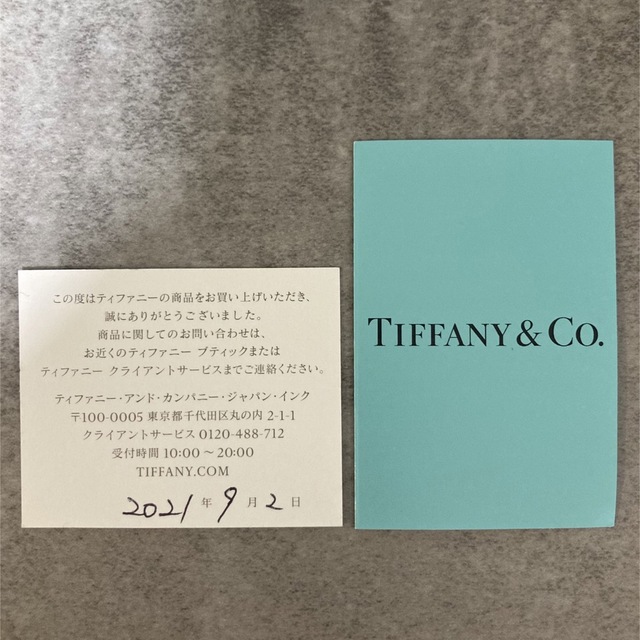 この度はティファニーの商品をお買い上げいただき、
誠にありがとうございました。
商品に関してのお問い合わせは、
お近くのティファニー ブティックまたは
ティファニー クライアントサービスまでご連絡ください。
ティファニー・アンド・カンパニー・ジャパン・インク
〒100-0005 東京都千代田区丸の内 2-1-1
クライアントサービス 0120-488-712
受付時間 10:00〜20:00
TIFFANY.COM
2021年9月2日
TIFFANY & CO.